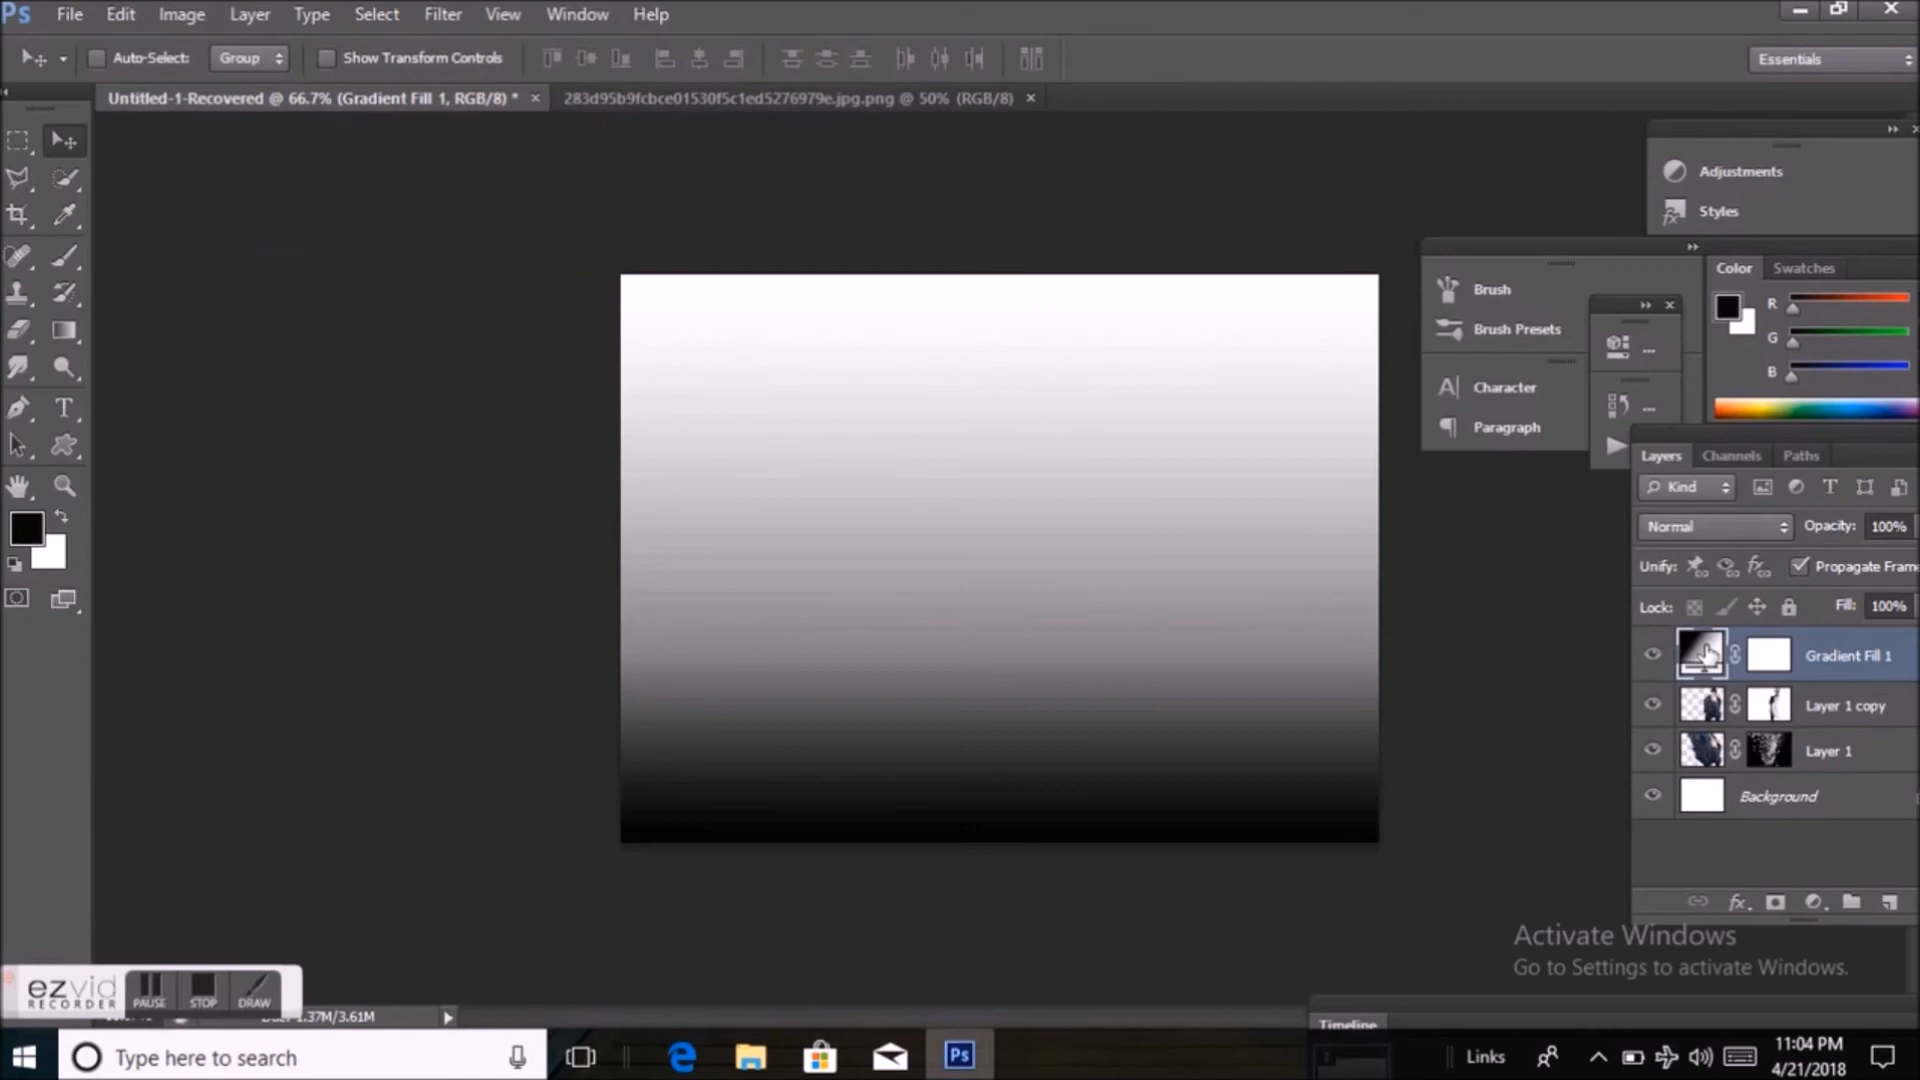 Ps File Edit Image Layer Type Select Filter View Window Help
Auto-Select: Group Show Transform Controls Essentials
Untitled-1-Recovered @ 66.7% (Gradient Fill 1, RGB/8) * × 283d95b9fcbce01530f5c1ed5276979e.jpg.png @ 50% (RGB/8) ×
Adjustments
Styles
Color Swatches
Brush
R
Brush Presets
G
B
Character
Paragraph
Layers Channels Paths
Kind
Normal Opacity: 100%
Unify: Propagate Fram
Lock: Fill: 100%
Gradient Fill 1
Layer 1 copy
Layer 1
Background
Activate Windows
Go to Settings to activate Windows.
ezvid
RECORDER
PAUSE STOP DRAW
1.37M/3.61M
Timeline
Type here to search
Ps
Links
11:04 PM
4/21/2018